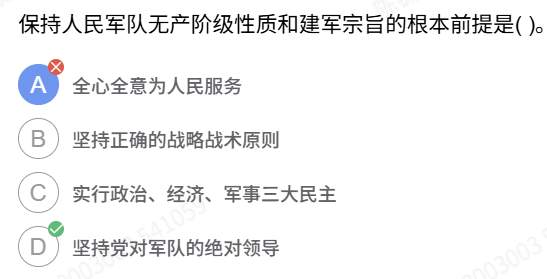 保持人民军队无产阶级性质和建军宗旨的根本前提是( )。
A 全心全意为人民服务
B 坚持正确的战略战术原则
C 实行政治、经济、军事三大民主
D 坚持党对军队的绝对领导